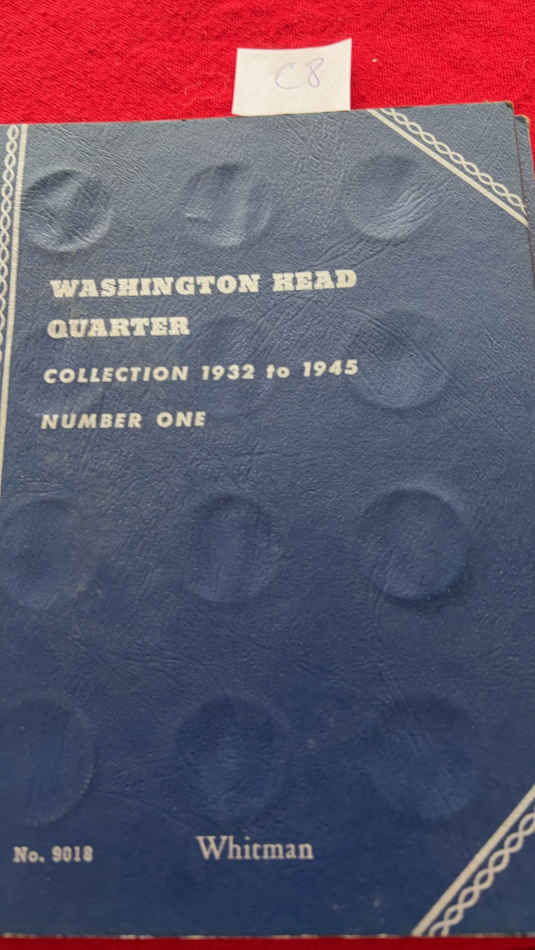 C8
WASHINGTON HEAD
QUARTER
COLLECTION 1932 to 1945
NUMBER ONE
No. 9018
Whitman